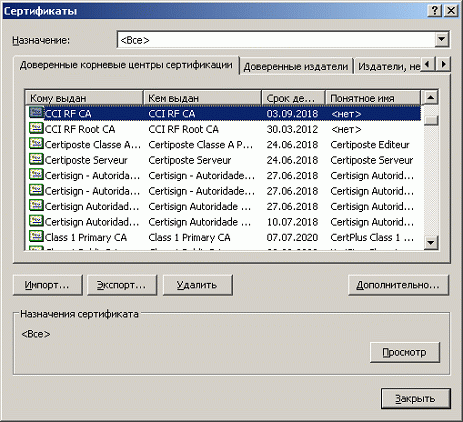 Сертификаты
Назначение: <Все>
Доверенные корневые центры сертификации Доверенные издатели Издатели, не
Кому выдан Кем выдан Срок де... Понятное имя
CCI RF CA CCI RF CA 03.09.2018 <нет>
CCI RF Root CA CCI RF Root CA 30.03.2012 <нет>
Certiposte Classe A ... Certiposte Classe A P... 24.06.2018 Certiposte Editeur
Certiposte Serveur Certiposte Serveur 24.06.2018 Certiposte Serveur
Certisign - Autorida... Certisign - Autoridade... 27.06.2018 Certisign Autorid...
Certisign - Autorida... Certisign - Autoridade... 27.06.2018 Certisign Autorid...
Certisign Autoridad... Certisign Autoridade ... 27.06.2018 Certisign Autorid...
Certisign Autoridad... Certisign Autoridade ... 10.07.2018 Certisign Autorid...
Class 1 Primary CA Class 1 Primary CA 07.07.2020 CertPlus Class 1 ...
Импорт... Экспорт... Удалить Дополнительно...
Назначения сертификата
<Все>
Просмотр
Закрыть